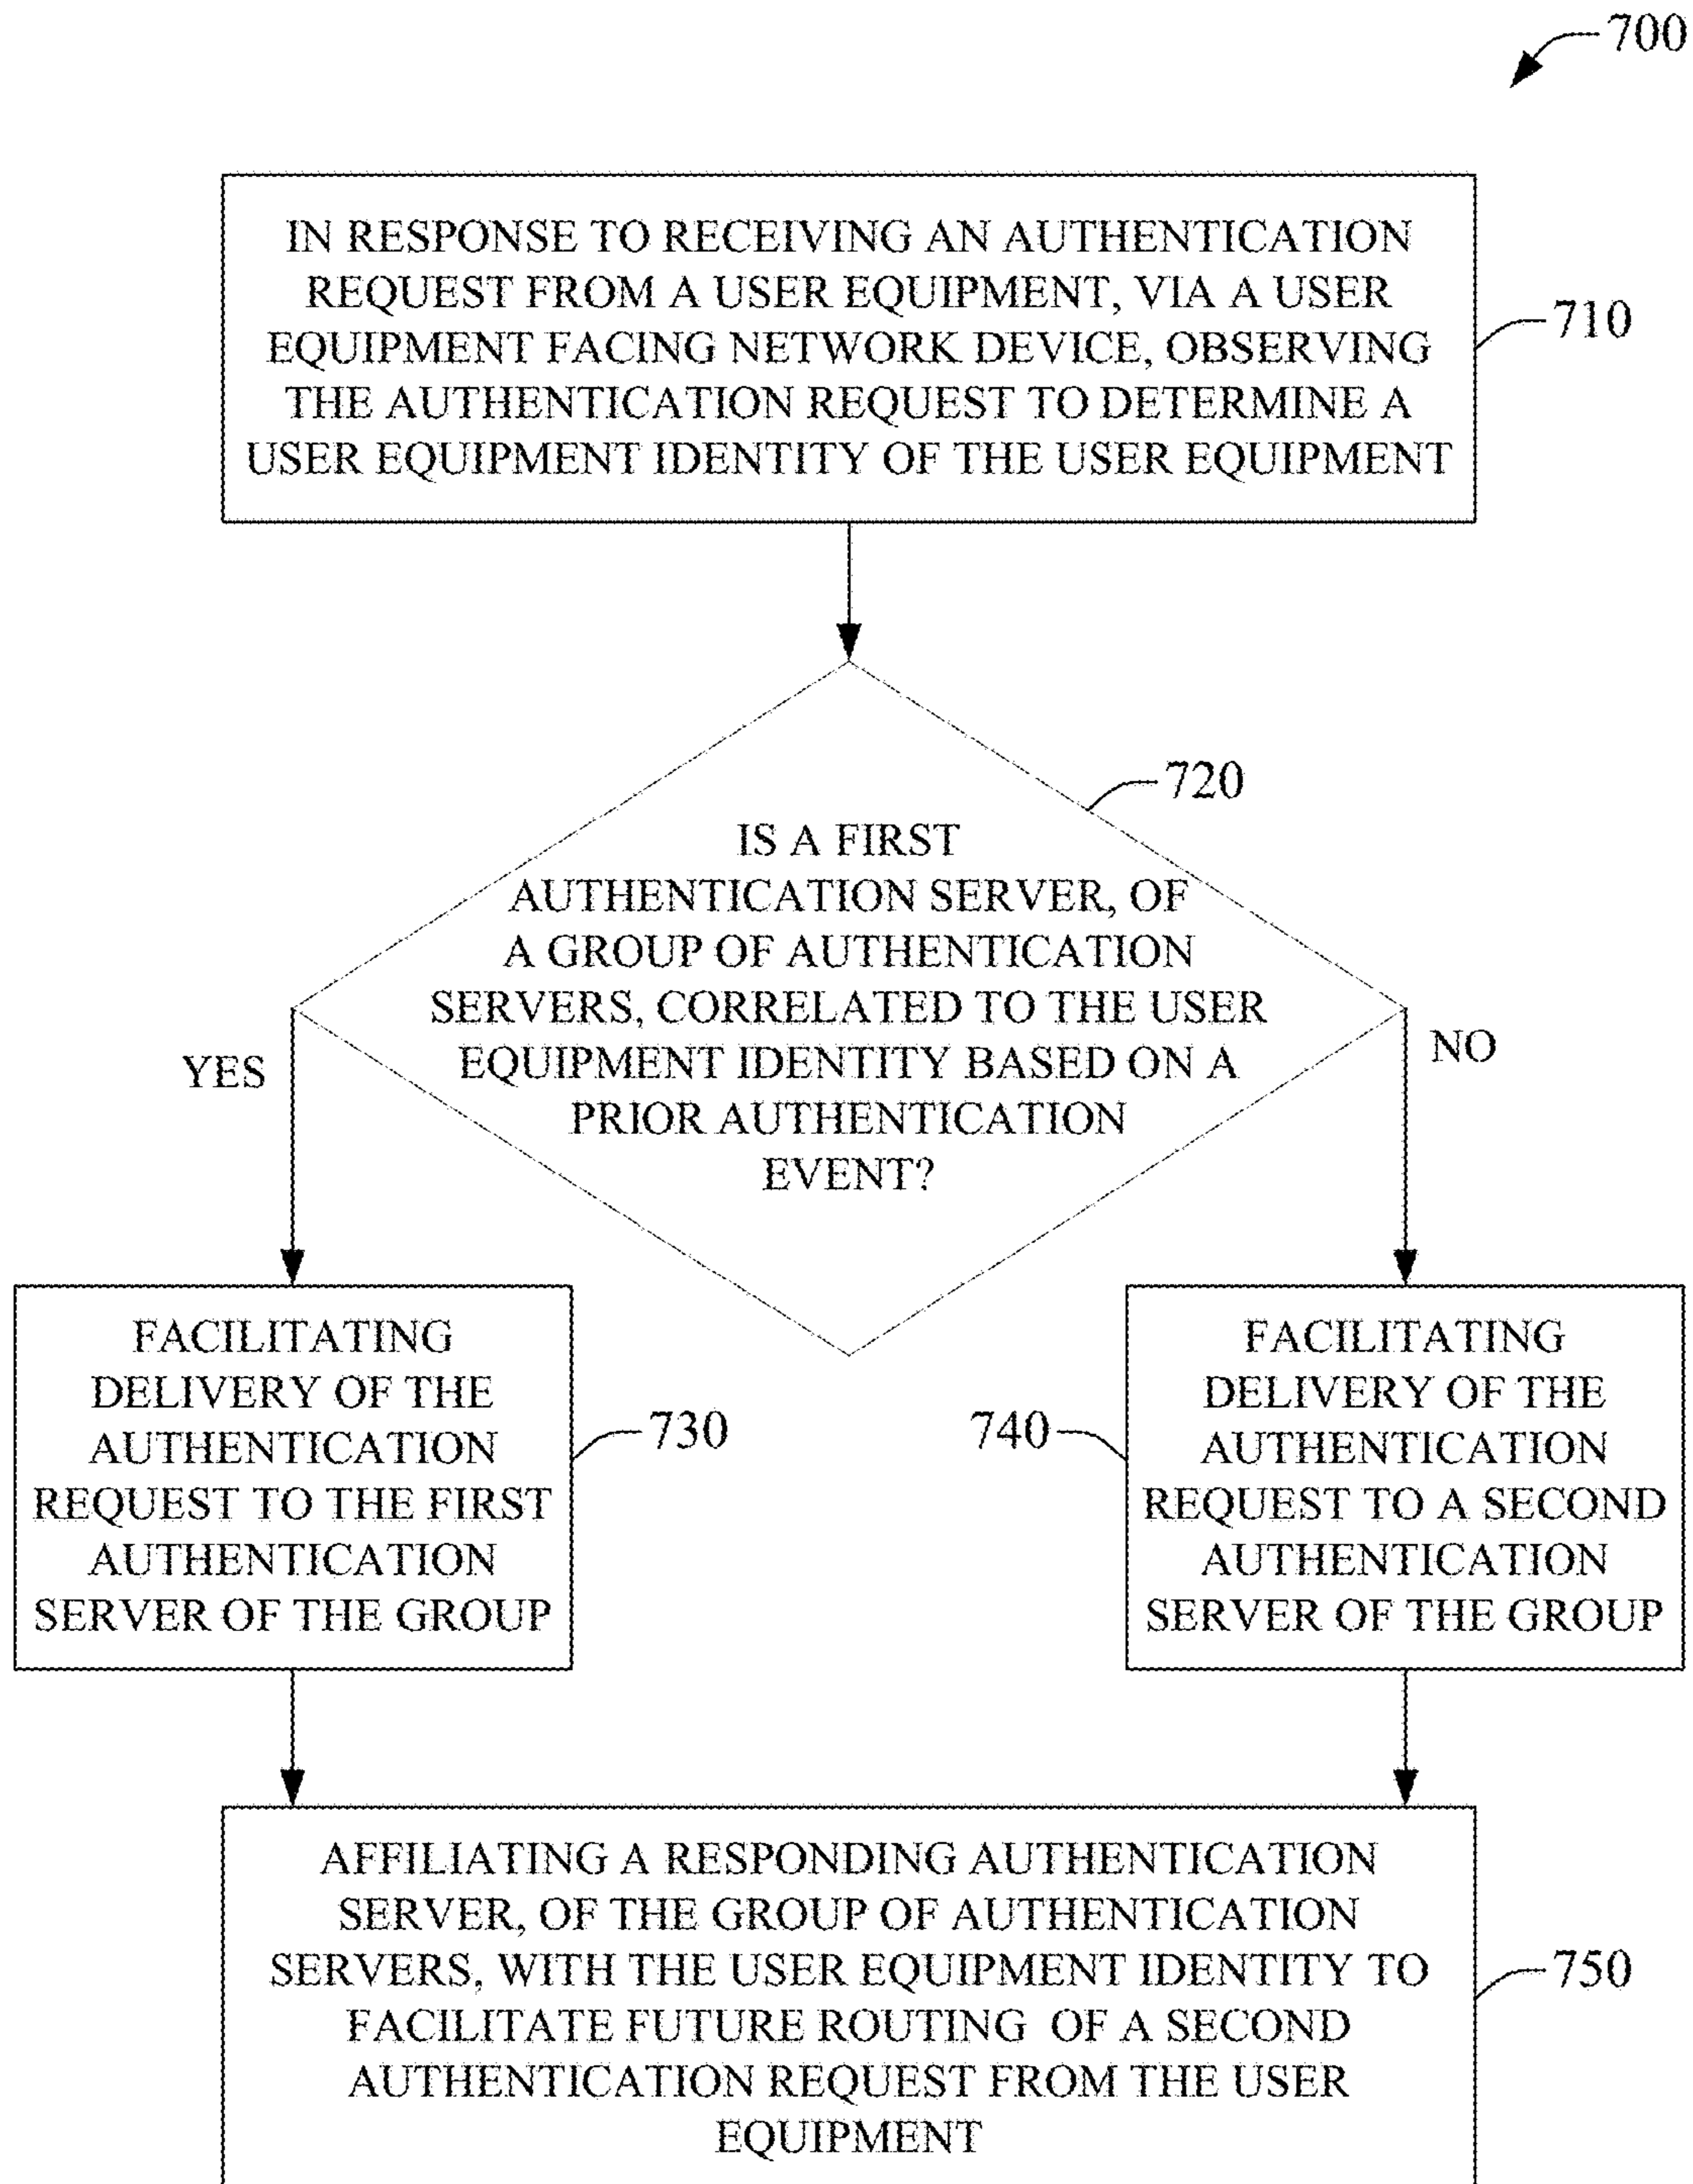 700
IN RESPONSE TO RECEIVING AN AUTHENTICATION
REQUEST FROM A USER EQUIPMENT, VIA A USER
EQUIPMENT FACING NETWORK DEVICE, OBSERVING
THE AUTHENTICATION REQUEST TO DETERMINE A
USER EQUIPMENT IDENTITY OF THE USER EQUIPMENT
710
720
IS A FIRST
AUTHENTICATION SERVER, OF
A GROUP OF AUTHENTICATION
SERVERS, CORRELATED TO THE USER
EQUIPMENT IDENTITY BASED ON A
PRIOR AUTHENTICATION
EVENT?
YES
NO
FACILITATING
DELIVERY OF THE
AUTHENTICATION
REQUEST TO THE FIRST
AUTHENTICATION
SERVER OF THE GROUP
730
740
FACILITATING
DELIVERY OF THE
AUTHENTICATION
REQUEST TO A SECOND
AUTHENTICATION
SERVER OF THE GROUP
AFFILIATING A RESPONDING AUTHENTICATION
SERVER, OF THE GROUP OF AUTHENTICATION
SERVERS, WITH THE USER EQUIPMENT IDENTITY TO
FACILITATE FUTURE ROUTING OF A SECOND
AUTHENTICATION REQUEST FROM THE USER
EQUIPMENT
750